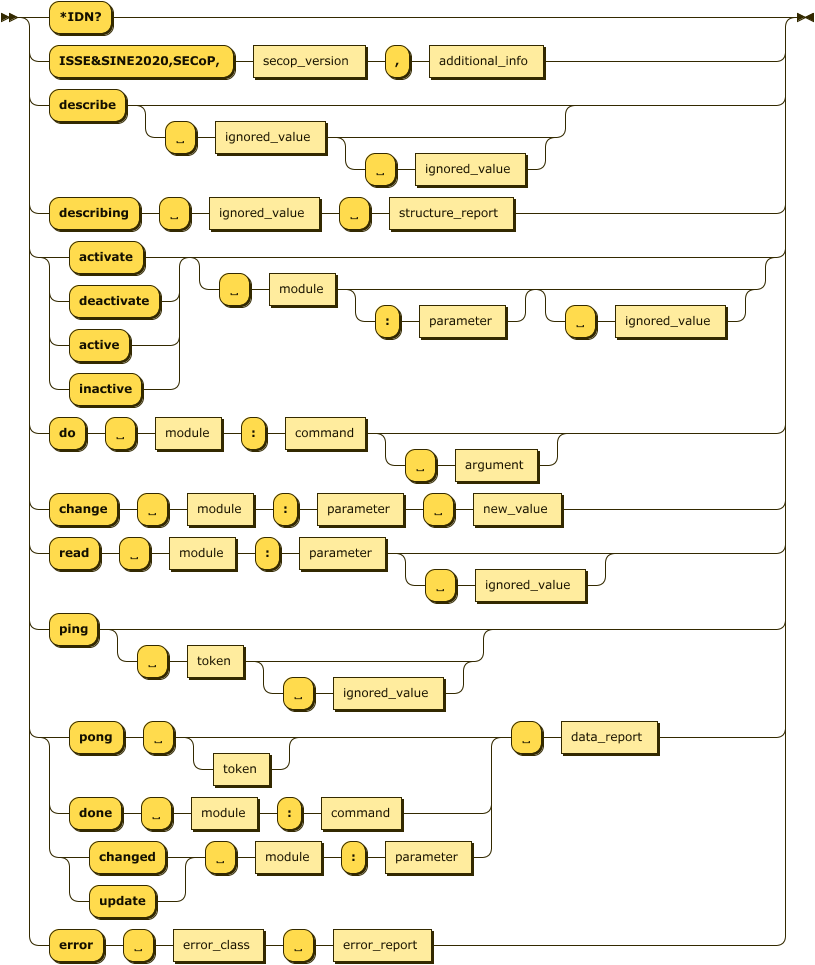 *IDN?
ISSE&SINE2020,SECoP, secop_version , additional_info
describe
␣ ignored_value
␣ ignored_value
describing ␣ ignored_value ␣ structure_report
activate
deactivate ␣ module
: parameter ␣ ignored_value
active
inactive
do ␣ module : command
␣ argument
change ␣ module : parameter ␣ new_value
read ␣ module : parameter
␣ ignored_value
ping
␣ token
␣ ignored_value
pong ␣ ␣ data_report
token
done ␣ module : command
changed ␣ module : parameter
update
error ␣ error_class ␣ error_report